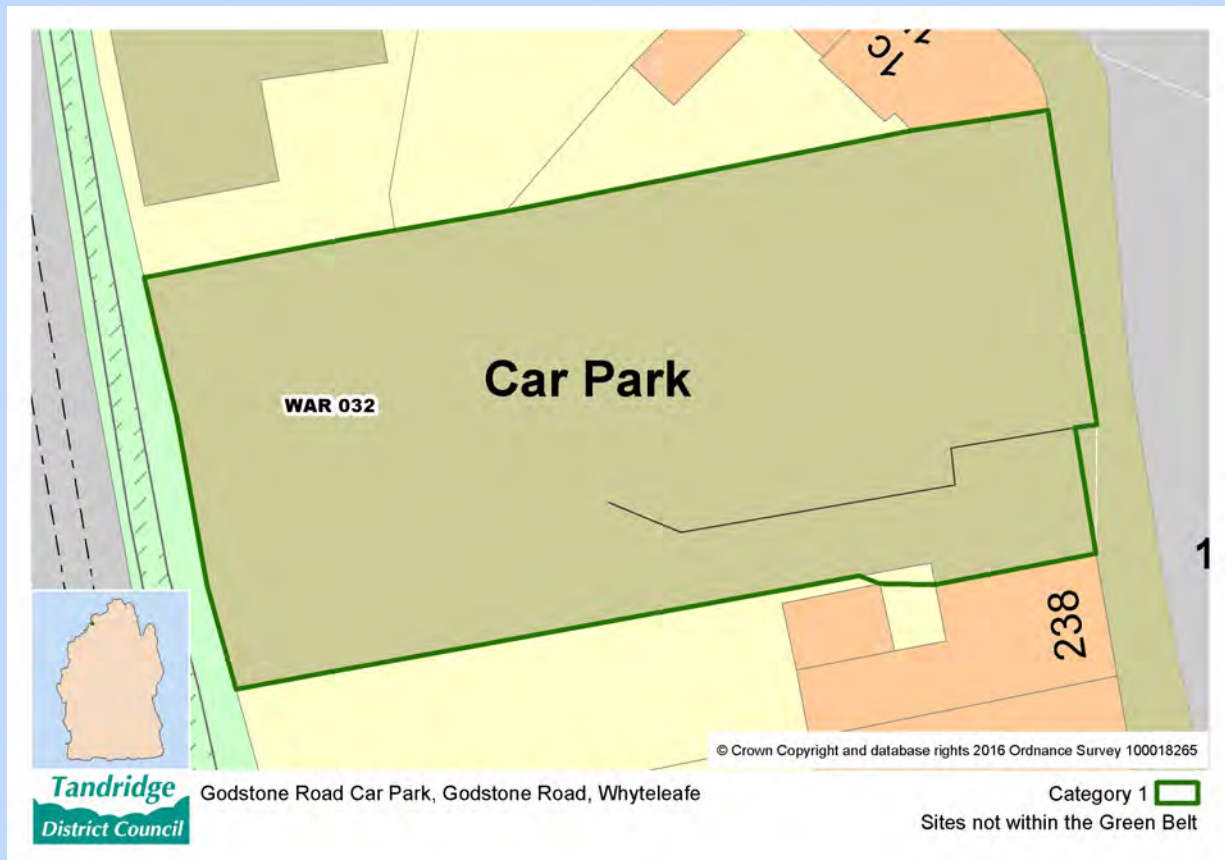 1c
Car Park
WAR 032
1
238
© Crown Copyright and database rights 2016 Ordnance Survey 100018265
Tandridge
District Council
Godstone Road Car Park, Godstone Road, Whyteleafe
Category 1
Sites not within the Green Belt